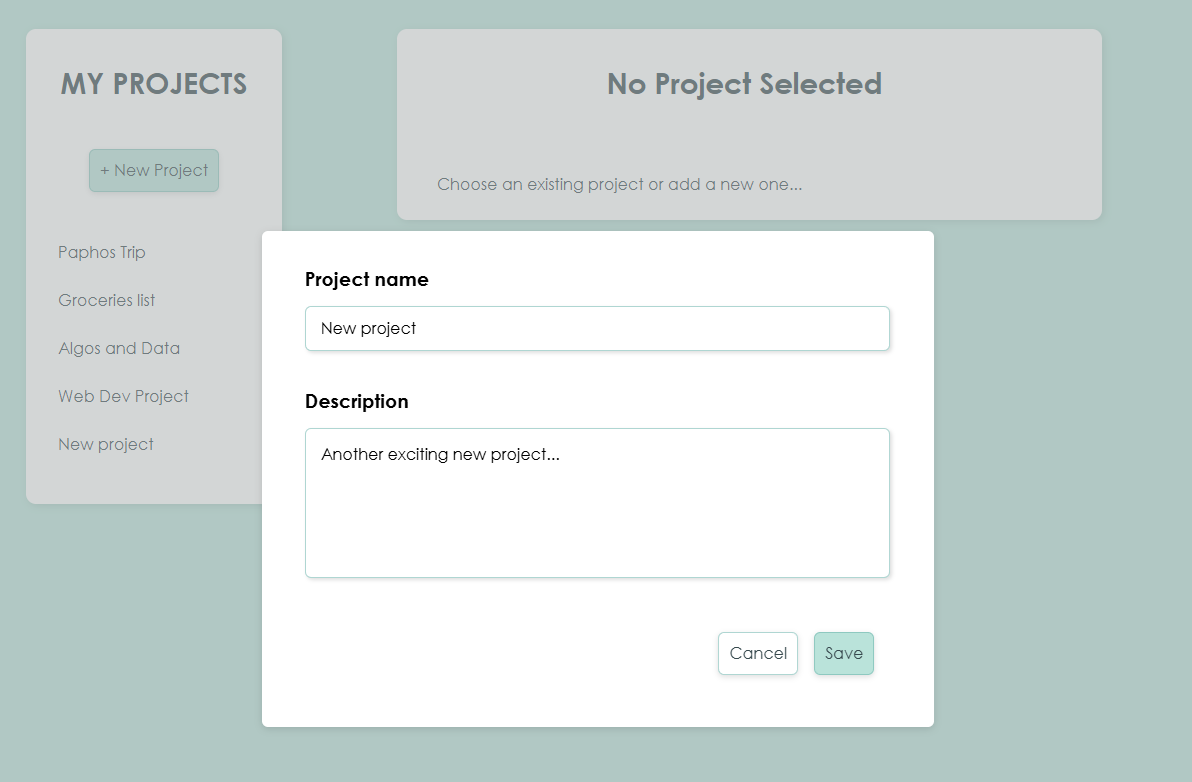 MY PROJECTS
+ New Project
Paphos Trip
Groceries list
Algos and Data
Web Dev Project
New project
No Project Selected
Choose an existing project or add a new one...
Project name
New project
Description
Another exciting new project...
Cancel
Save